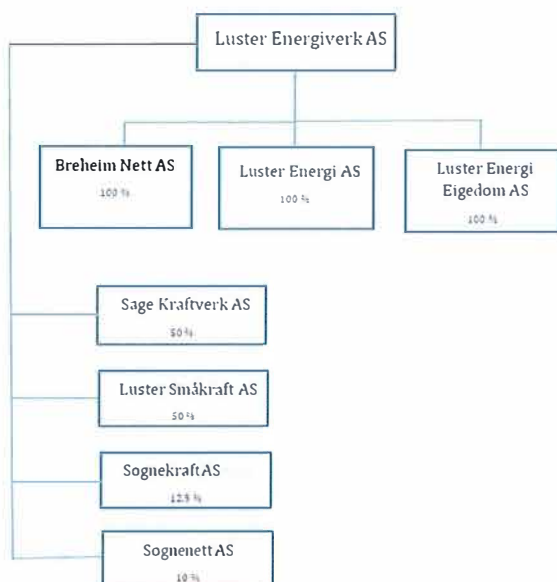 Luster Energiverk AS
Breheim Nett AS
100 %
Luster Energi AS
100 %
Luster Energi
Eigedom AS
100 %
Sage Kraftverk AS
50 %
Luster Småkraft AS
50 %
Sognekraft AS
12.5 %
Sognenett AS
10 %